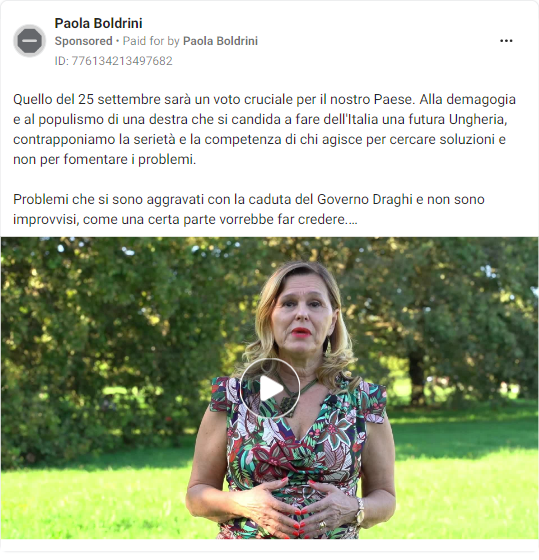 Paola Boldrini
Sponsored • Paid for by Paola Boldrini
ID: 776134213497682
Quello del 25 settembre sarà un voto cruciale per il nostro Paese. Alla demagogia
e al populismo di una destra che si candida a fare dell'Italia una futura Ungheria,
contrapponiamo la serietà e la competenza di chi agisce per cercare soluzioni e
non per fomentare i problemi.
Problemi che si sono aggravati con la caduta del Governo Draghi e non sono
improvvisi, come una certa parte vorrebbe far credere....